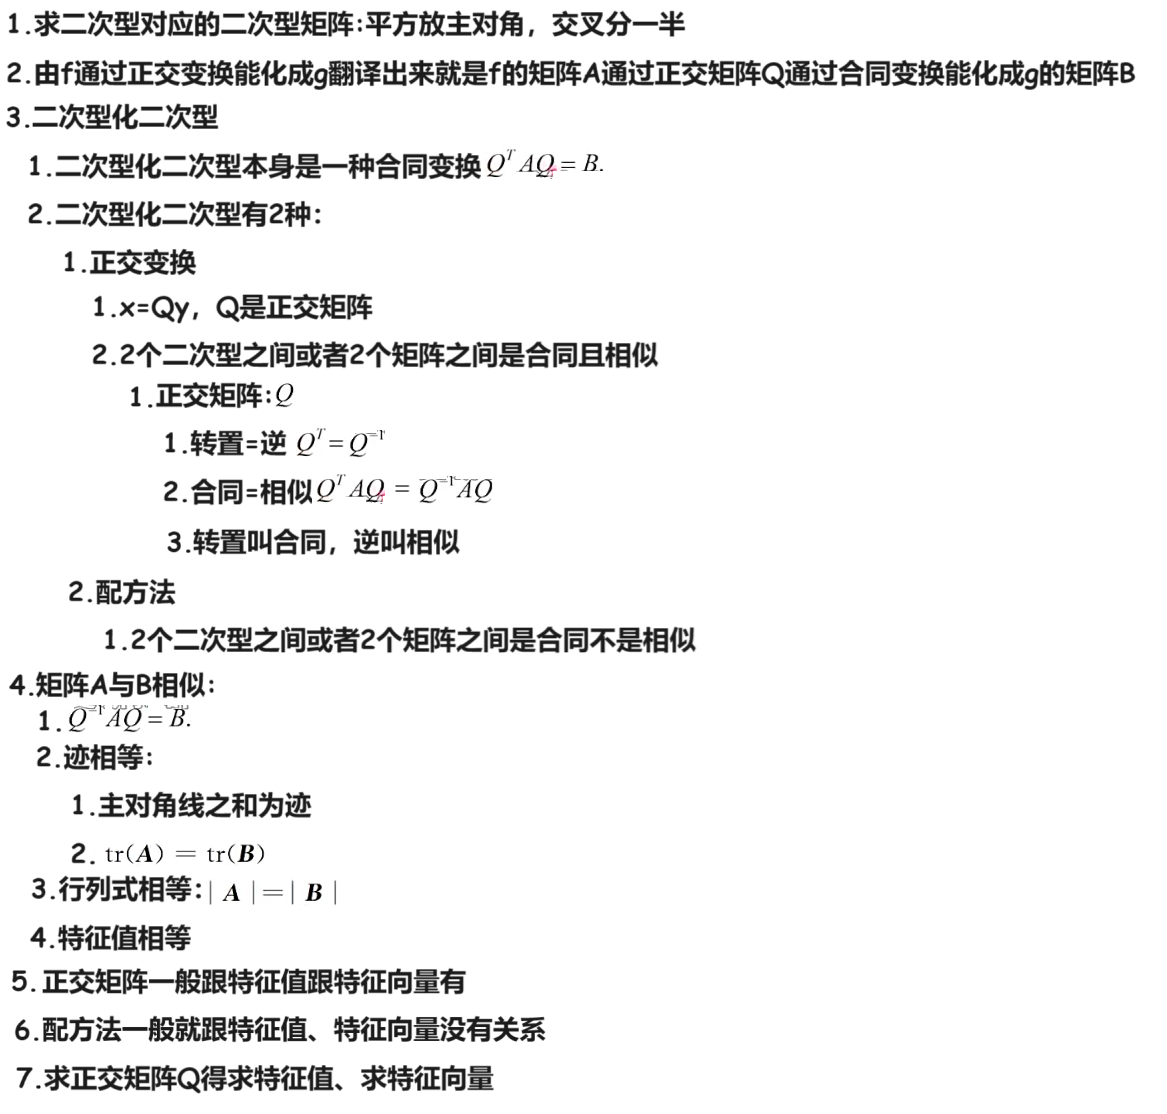 1.求二次型对应的二次型矩阵:平方放主对角，交叉分一半
2.由f通过正交变换能化成g翻译出来就是f的矩阵A通过正交矩阵Q通过合同变换能化成g的矩阵B
3.二次型化二次型
1.二次型化二次型本身是一种合同变换 Qᵀ AQ = B.
2.二次型化二次型有2种：
1.正交变换
1.x=Qy，Q是正交矩阵
2.2个二次型之间或者2个矩阵之间是合同且相似
1.正交矩阵:Q
1.转置=逆 Qᵀ = Q⁻¹
2.合同=相似 Qᵀ AQ = Q⁻¹AQ
3.转置叫合同，逆叫相似
2.配方法
1.2个二次型之间或者2个矩阵之间是合同不是相似
4.矩阵A与B相似：
1. Q⁻¹AQ = B.
2.迹相等：
1.主对角线之和为迹
2. tr(A) = tr(B)
3.行列式相等:| A |=| B |
4.特征值相等
5.正交矩阵一般跟特征值跟特征向量有
6.配方法一般就跟特征值、特征向量没有关系
7.求正交矩阵Q得求特征值、求特征向量